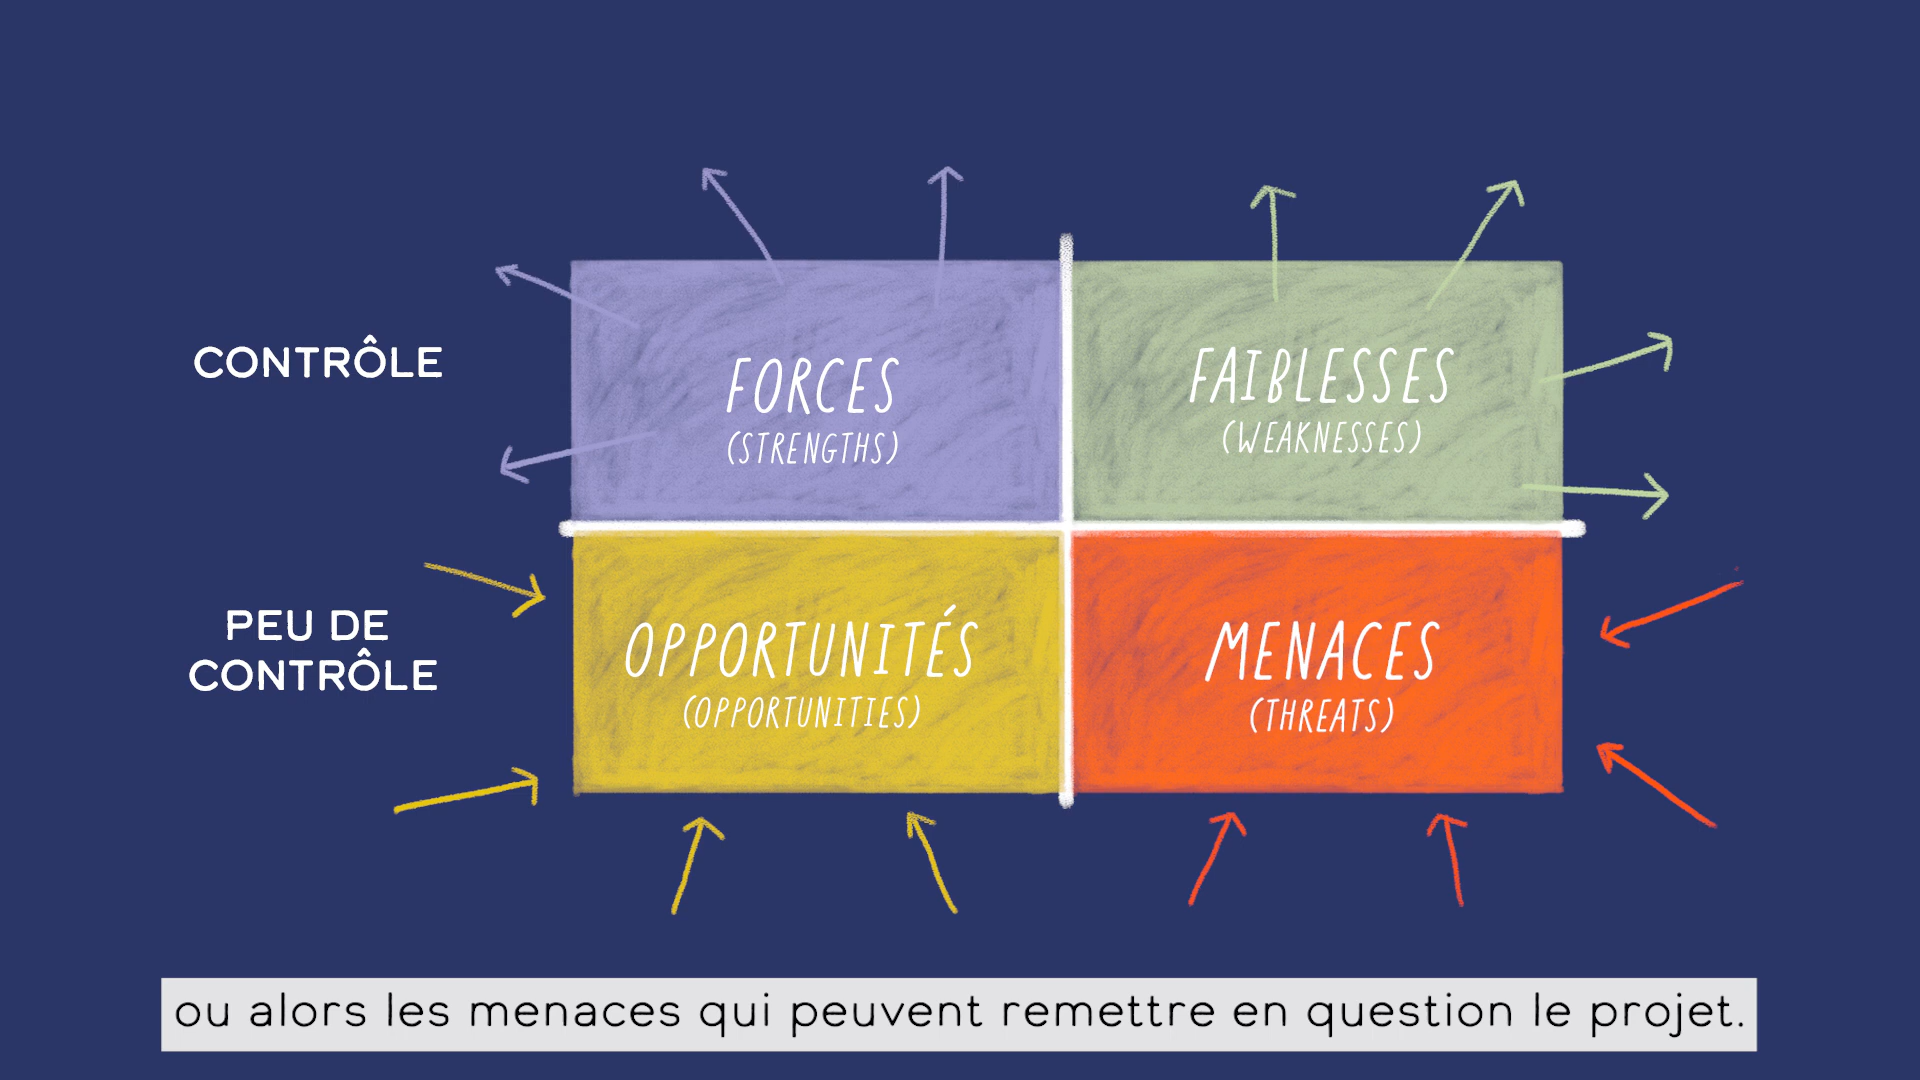 CONTRÔLE
FORCES
(STRENGTHS)
FAIBLESSES
(WEAKNESSES)
PEU DE
CONTRÔLE
OPPORTUNITÉS
(OPPORTUNITIES)
MENACES
(THREATS)
ou alors les menaces qui peuvent remettre en question le projet.